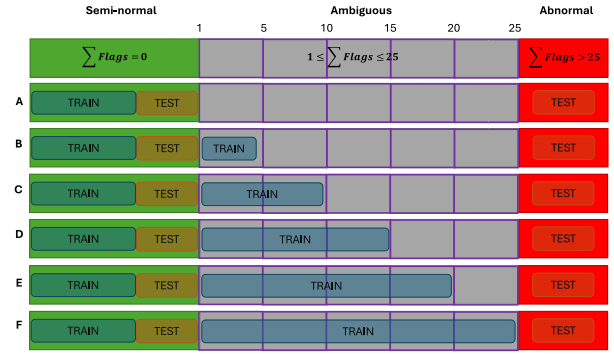 Semi-normal Ambiguous Abnormal
1 5 10 15 20 25
∑ Flags = 0 1 ≤ ∑ Flags ≤ 25 ∑ Flags > 25
A TRAIN TEST TEST
B TRAIN TEST TRAIN TEST
C TRAIN TEST TRAIN TEST
D TRAIN TEST TRAIN TEST
E TRAIN TEST TRAIN TEST
F TRAIN TEST TRAIN TEST